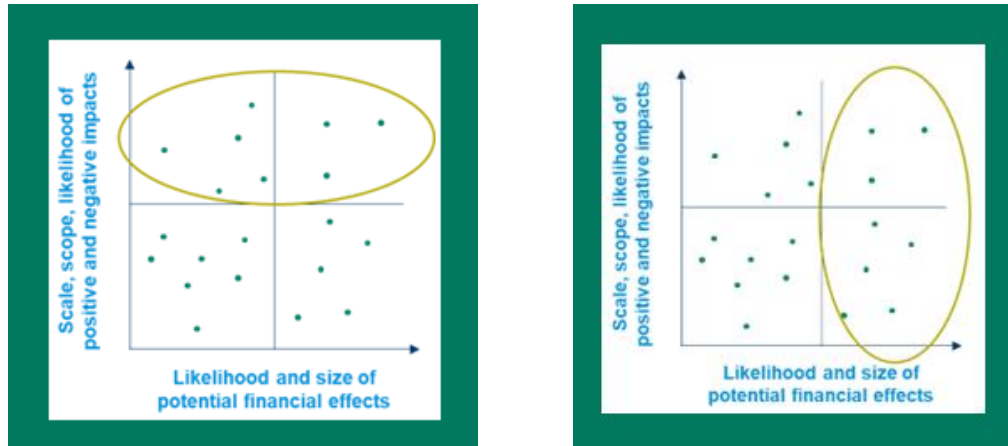 Scale, scope, likelihood of
positive and negative impacts
Likelihood and size of
potential financial effects
Scale, scope, likelihood of
positive and negative impacts
Likelihood and size of
potential financial effects